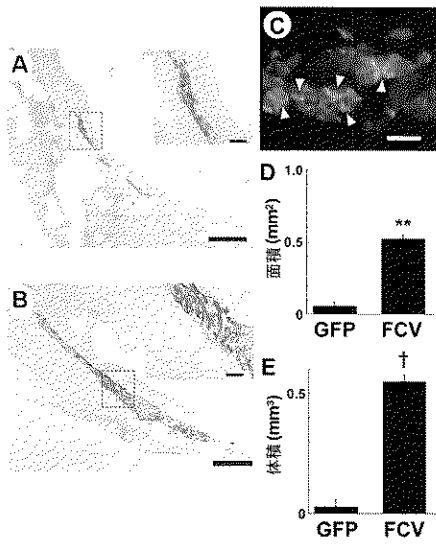 A
B
C
D
1.0
0.5
0
面積 (mm²)
**
GFP FCV
E
†
0.5
0
体積 (mm³)
GFP FCV